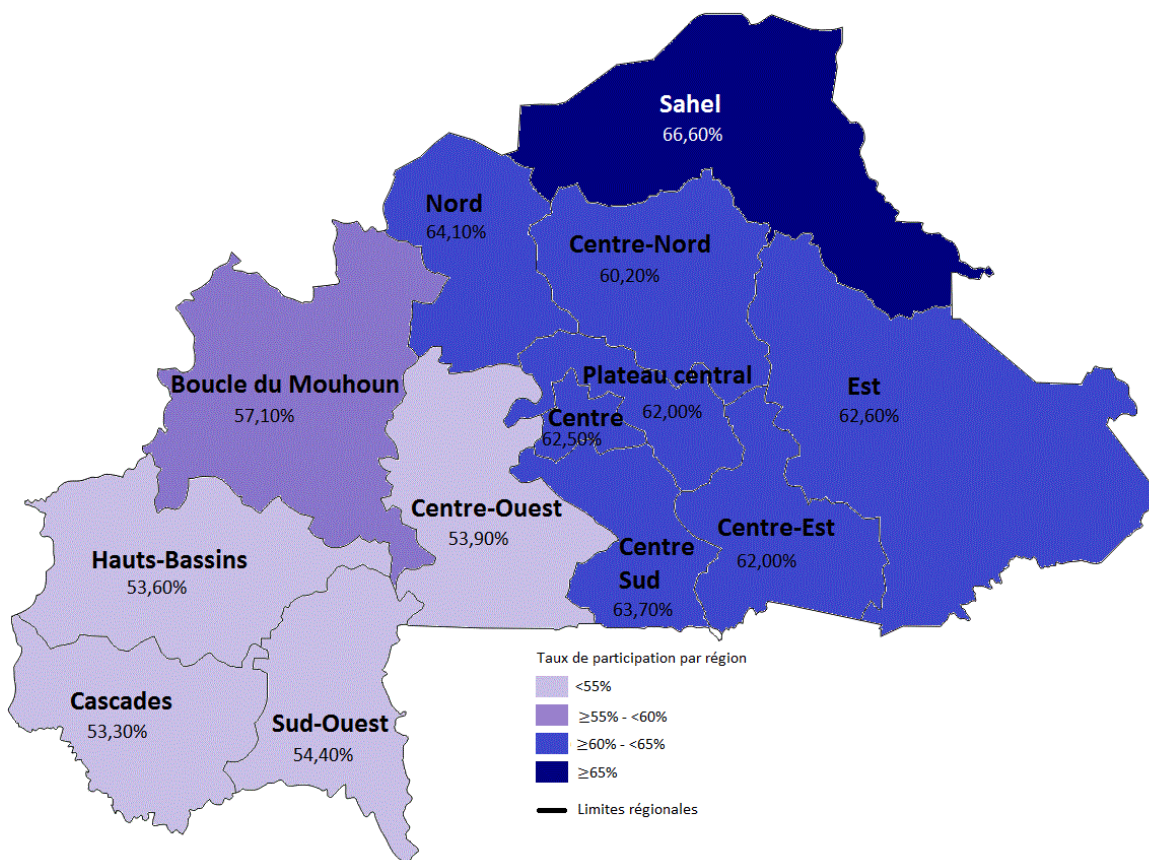 Sahel
66,60%
Nord
64,10%
Centre-Nord
60,20%
Boucle du Mouhoun
57,10%
Plateau central
62,00%
Est
62,60%
Centre
62,50%
Centre-Ouest
53,90%
Centre-Est
62,00%
Hauts-Bassins
53,60%
Centre
Sud
63,70%
Cascades
53,30%
Sud-Ouest
54,40%
Taux de participation par région
<55%
≥55% - <60%
≥60% - <65%
≥65%
Limites régionales